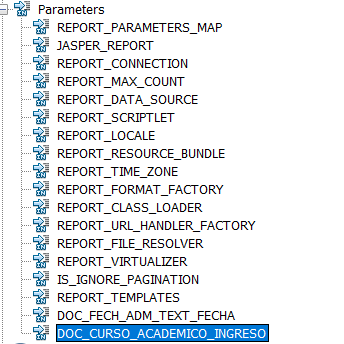 Parameters
REPORT_PARAMETERS_MAP
JASPER_REPORT
REPORT_CONNECTION
REPORT_MAX_COUNT
REPORT_DATA_SOURCE
REPORT_SCRIPTLET
REPORT_LOCALE
REPORT_RESOURCE_BUNDLE
REPORT_TIME_ZONE
REPORT_FORMAT_FACTORY
REPORT_CLASS_LOADER
REPORT_URL_HANDLER_FACTORY
REPORT_FILE_RESOLVER
REPORT_VIRTUALIZER
IS_IGNORE_PAGINATION
REPORT_TEMPLATES
DOC_FECH_ADM_TEXT_FECHA
DOC_CURSO_ACADEMICO_INGRESO